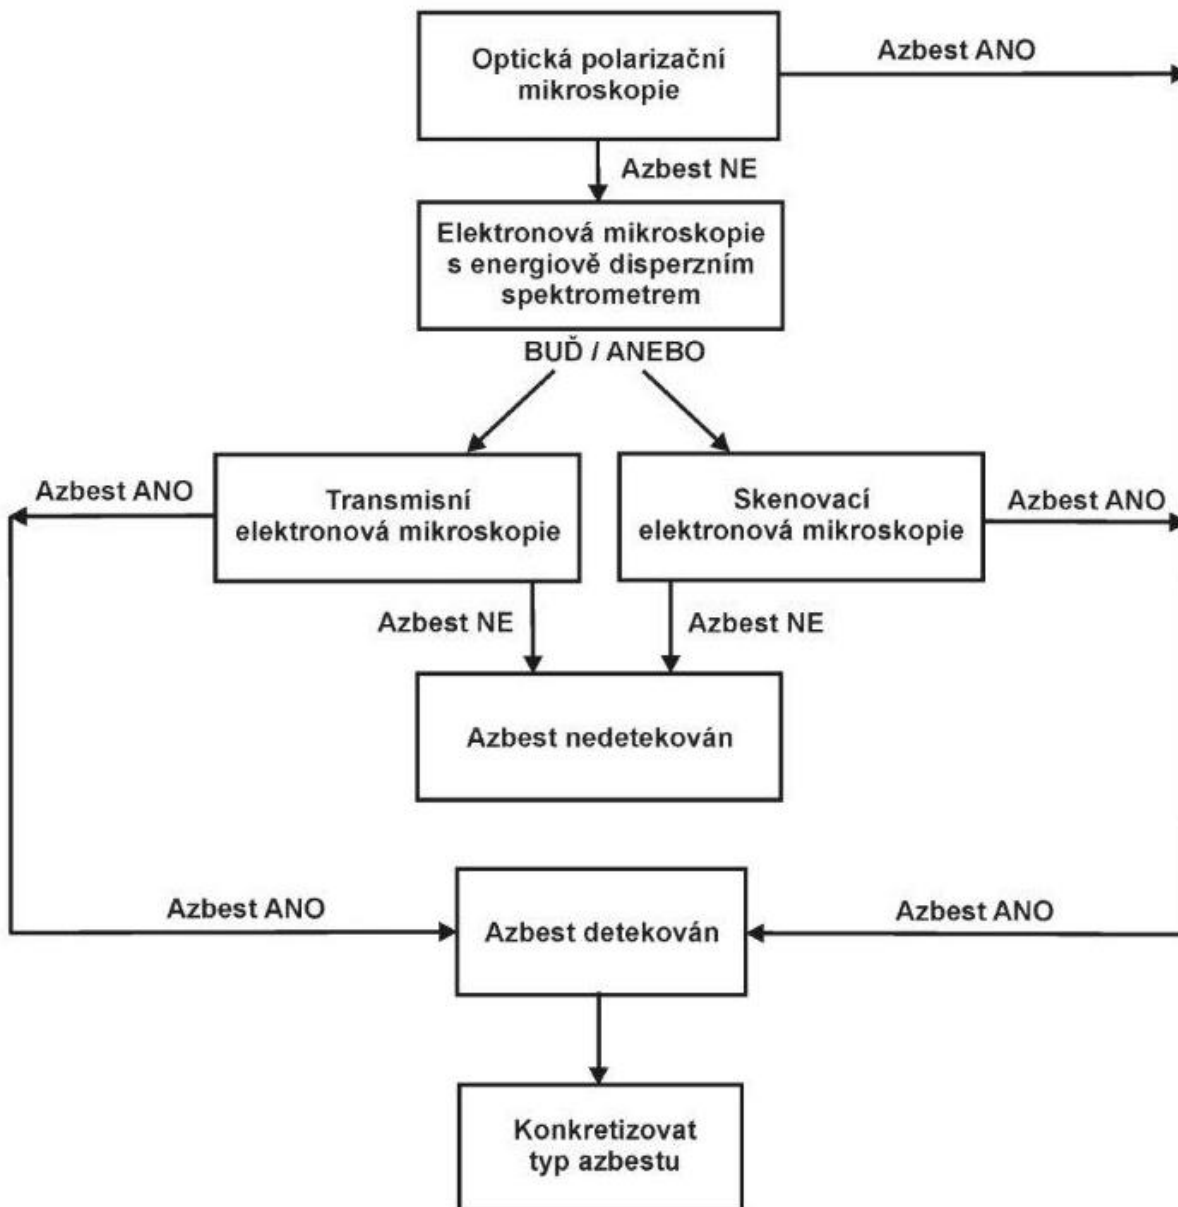 Optická polarizační
mikroskopie
Azbest ANO
Azbest NE
Elektronová mikroskopie
s energiově disperzním
spektrometrem
BUĎ / ANEBO
Azbest ANO
Transmisní
elektronová mikroskopie
Skenovací
elektronová mikroskopie
Azbest ANO
Azbest NE
Azbest NE
Azbest nedetekován
Azbest ANO
Azbest detekován
Azbest ANO
Konkretizovat
typ azbestu